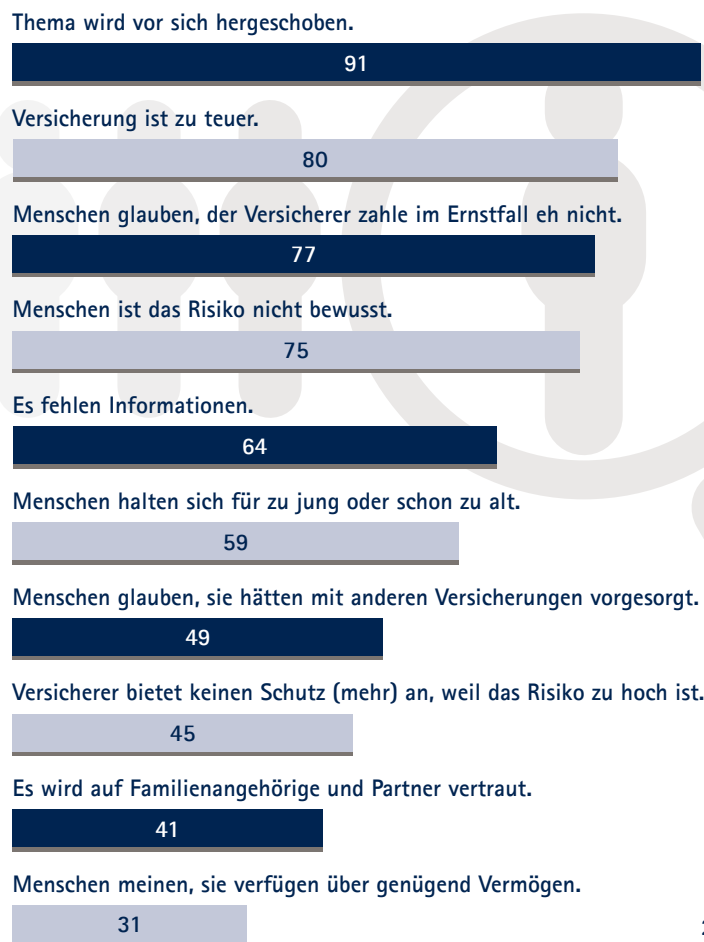 Thema wird vor sich hergeschoben.
91
Versicherung ist zu teuer.
80
Menschen glauben, der Versicherer zahle im Ernstfall eh nicht.
77
Menschen ist das Risiko nicht bewusst.
75
Es fehlen Informationen.
64
Menschen halten sich für zu jung oder schon zu alt.
59
Menschen glauben, sie hätten mit anderen Versicherungen vorgesorgt.
49
Versicherer bietet keinen Schutz (mehr) an, weil das Risiko zu hoch ist.
45
Es wird auf Familienangehörige und Partner vertraut.
41
Menschen meinen, sie verfügen über genügend Vermögen.
31